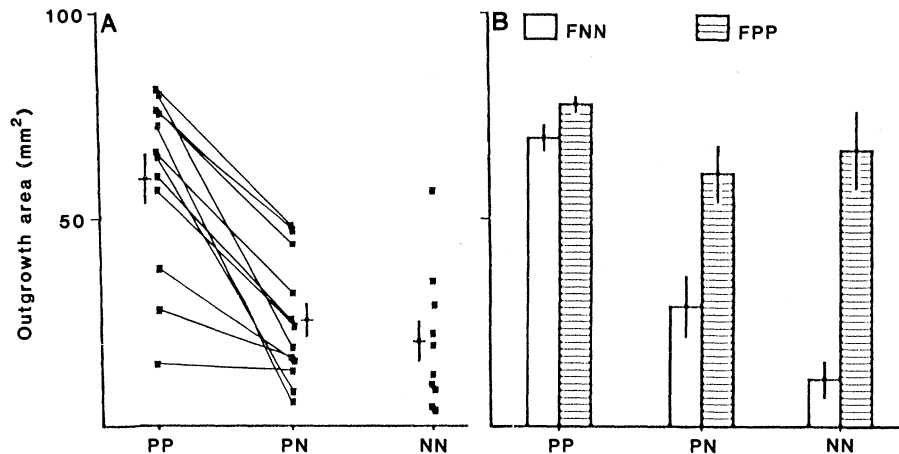 100
A
B
FNN
FPP
Outgrowth area (mm²)
50
PP
PN
NN
PP
PN
NN